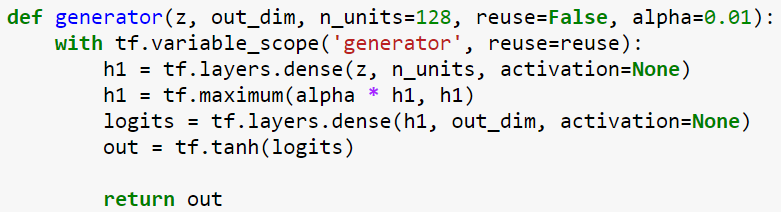 def generator(z, out_dim, n_units=128, reuse=False, alpha=0.01):
    with tf.variable_scope('generator', reuse=reuse):
        h1 = tf.layers.dense(z, n_units, activation=None)
        h1 = tf.maximum(alpha * h1, h1)
        logits = tf.layers.dense(h1, out_dim, activation=None)
        out = tf.tanh(logits)

        return out